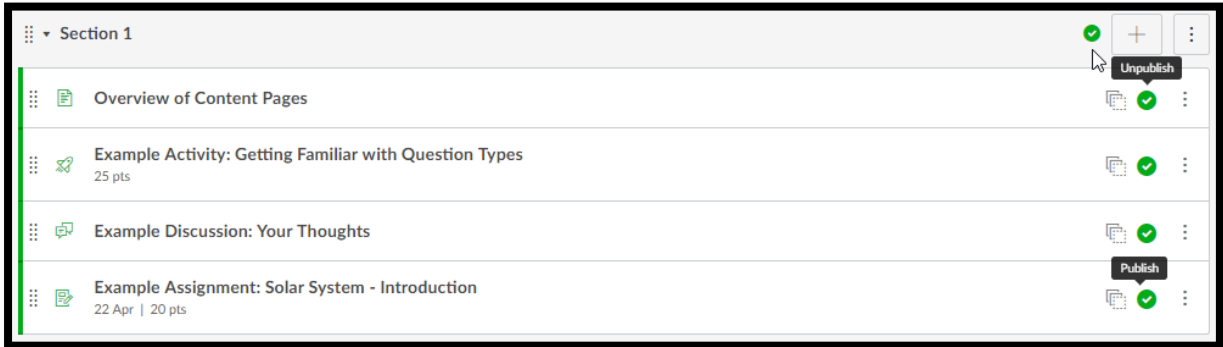 Section 1
Unpublish
Overview of Content Pages
Example Activity: Getting Familiar with Question Types
25 pts
Example Discussion: Your Thoughts
Publish
Example Assignment: Solar System - Introduction
22 Apr | 20 pts